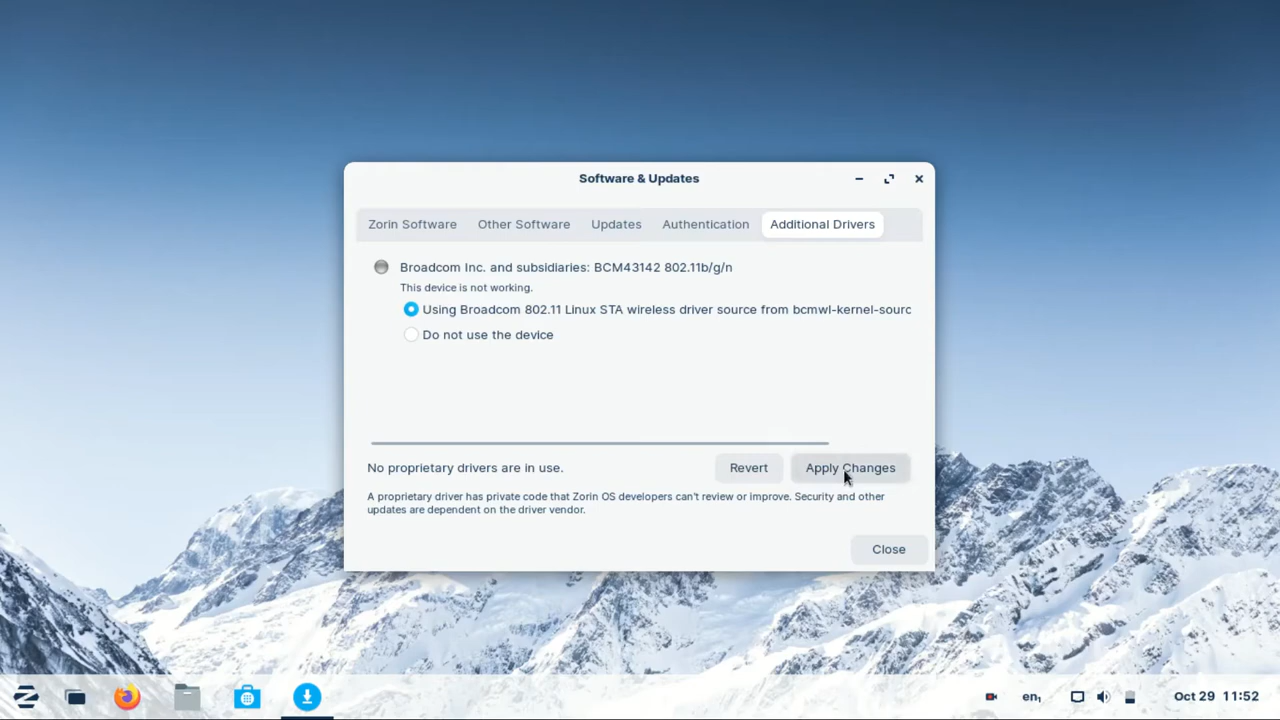 Software & Updates
Zorin Software Other Software Updates Authentication Additional Drivers
Broadcom Inc. and subsidiaries: BCM43142 802.11b/g/n
This device is not working.
Using Broadcom 802.11 Linux STA wireless driver source from bcmwl-kernel-sourc
Do not use the device
No proprietary drivers are in use. Revert Apply Changes
A proprietary driver has private code that Zorin OS developers can't review or improve. Security and other
updates are dependent on the driver vendor.
Close
en₁ Oct 29 11:52